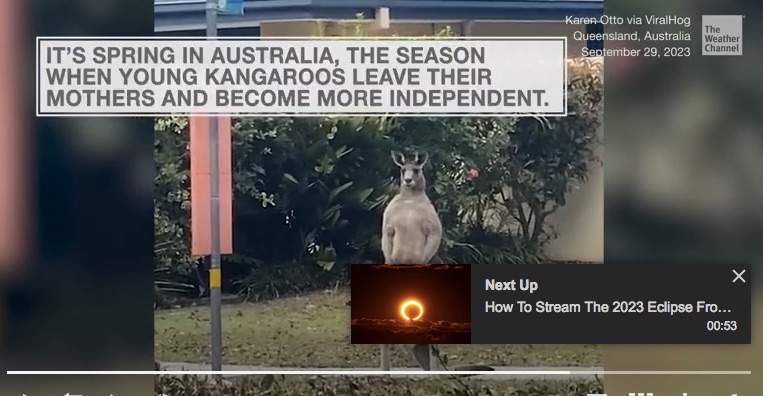 Karen Otto via ViralHog
Queensland, Australia
September 29, 2023
The
Weather
Channel
IT'S SPRING IN AUSTRALIA, THE SEASON
WHEN YOUNG KANGAROOS LEAVE THEIR
MOTHERS AND BECOME MORE INDEPENDENT.
Next Up
How To Stream The 2023 Eclipse Fro...
00:53